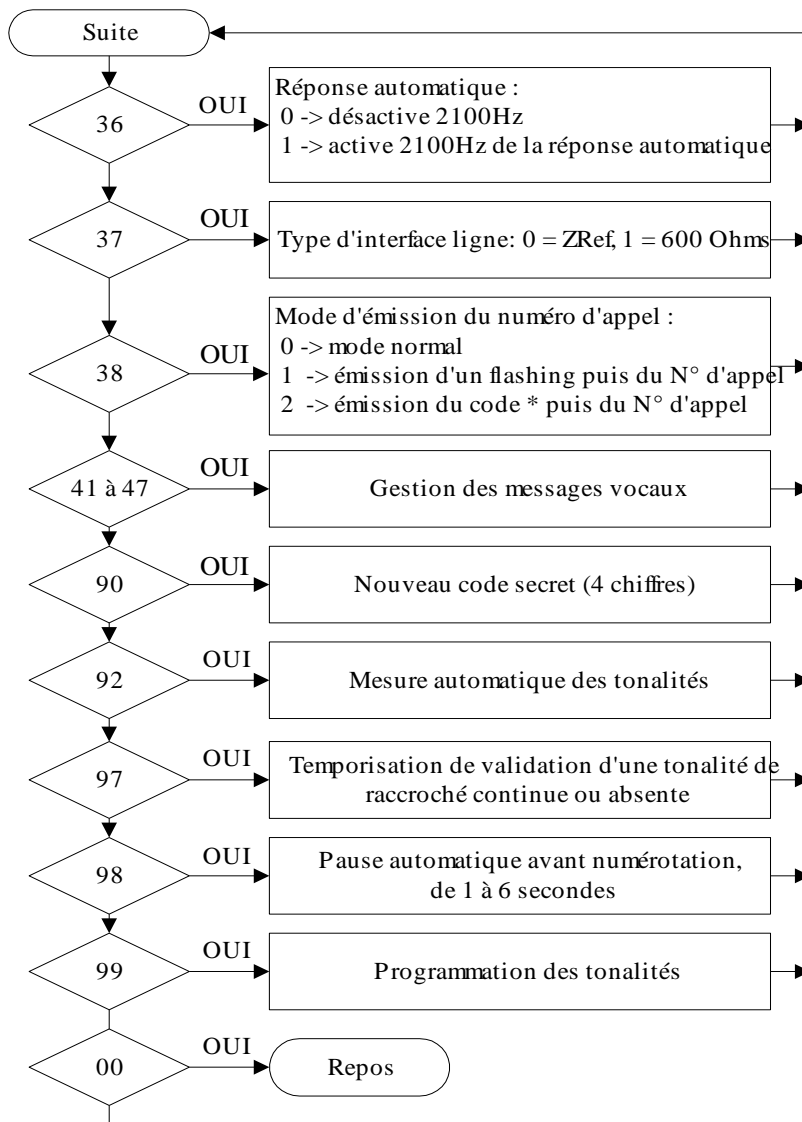 Suite
36
OUI
Réponse automatique :
0 -> désactive 2100Hz
1 -> active 2100Hz de la réponse automatique
37
OUI
Type d'interface ligne: 0 = ZRef, 1 = 600 Ohms
38
OUI
Mode d'émission du numéro d'appel :
0 -> mode normal
1 -> émission d'un flashing puis du N° d'appel
2 -> émission du code * puis du N° d'appel
41 à 47
OUI
Gestion des messages vocaux
90
OUI
Nouveau code secret (4 chiffres)
92
OUI
Mesure automatique des tonalités
97
OUI
Temporisation de validation d'une tonalité de
raccroché continue ou absente
98
OUI
Pause automatique avant numérotation,
de 1 à 6 secondes
99
OUI
Programmation des tonalités
00
OUI
Repos